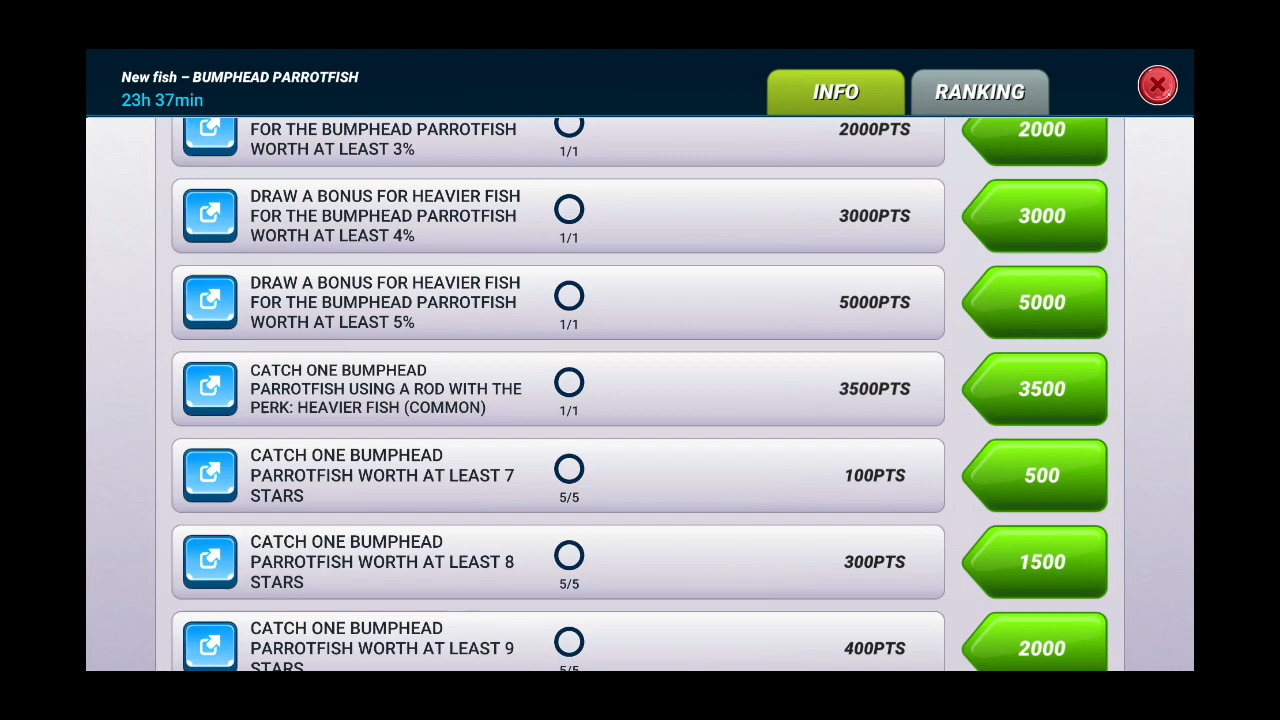 New fish – BUMPHEAD PARROTFISH
23h 37min
INFO
RANKING
FOR THE BUMPHEAD PARROTFISH
WORTH AT LEAST 3%
1/1
2000PTS
2000
DRAW A BONUS FOR HEAVIER FISH
FOR THE BUMPHEAD PARROTFISH
WORTH AT LEAST 4%
1/1
3000PTS
3000
DRAW A BONUS FOR HEAVIER FISH
FOR THE BUMPHEAD PARROTFISH
WORTH AT LEAST 5%
1/1
5000PTS
5000
CATCH ONE BUMPHEAD
PARROTFISH USING A ROD WITH THE
PERK: HEAVIER FISH (COMMON)
1/1
3500PTS
3500
CATCH ONE BUMPHEAD
PARROTFISH WORTH AT LEAST 7
STARS
5/5
100PTS
500
CATCH ONE BUMPHEAD
PARROTFISH WORTH AT LEAST 8
STARS
5/5
300PTS
1500
CATCH ONE BUMPHEAD
PARROTFISH WORTH AT LEAST 9
STARS
5/5
400PTS
2000